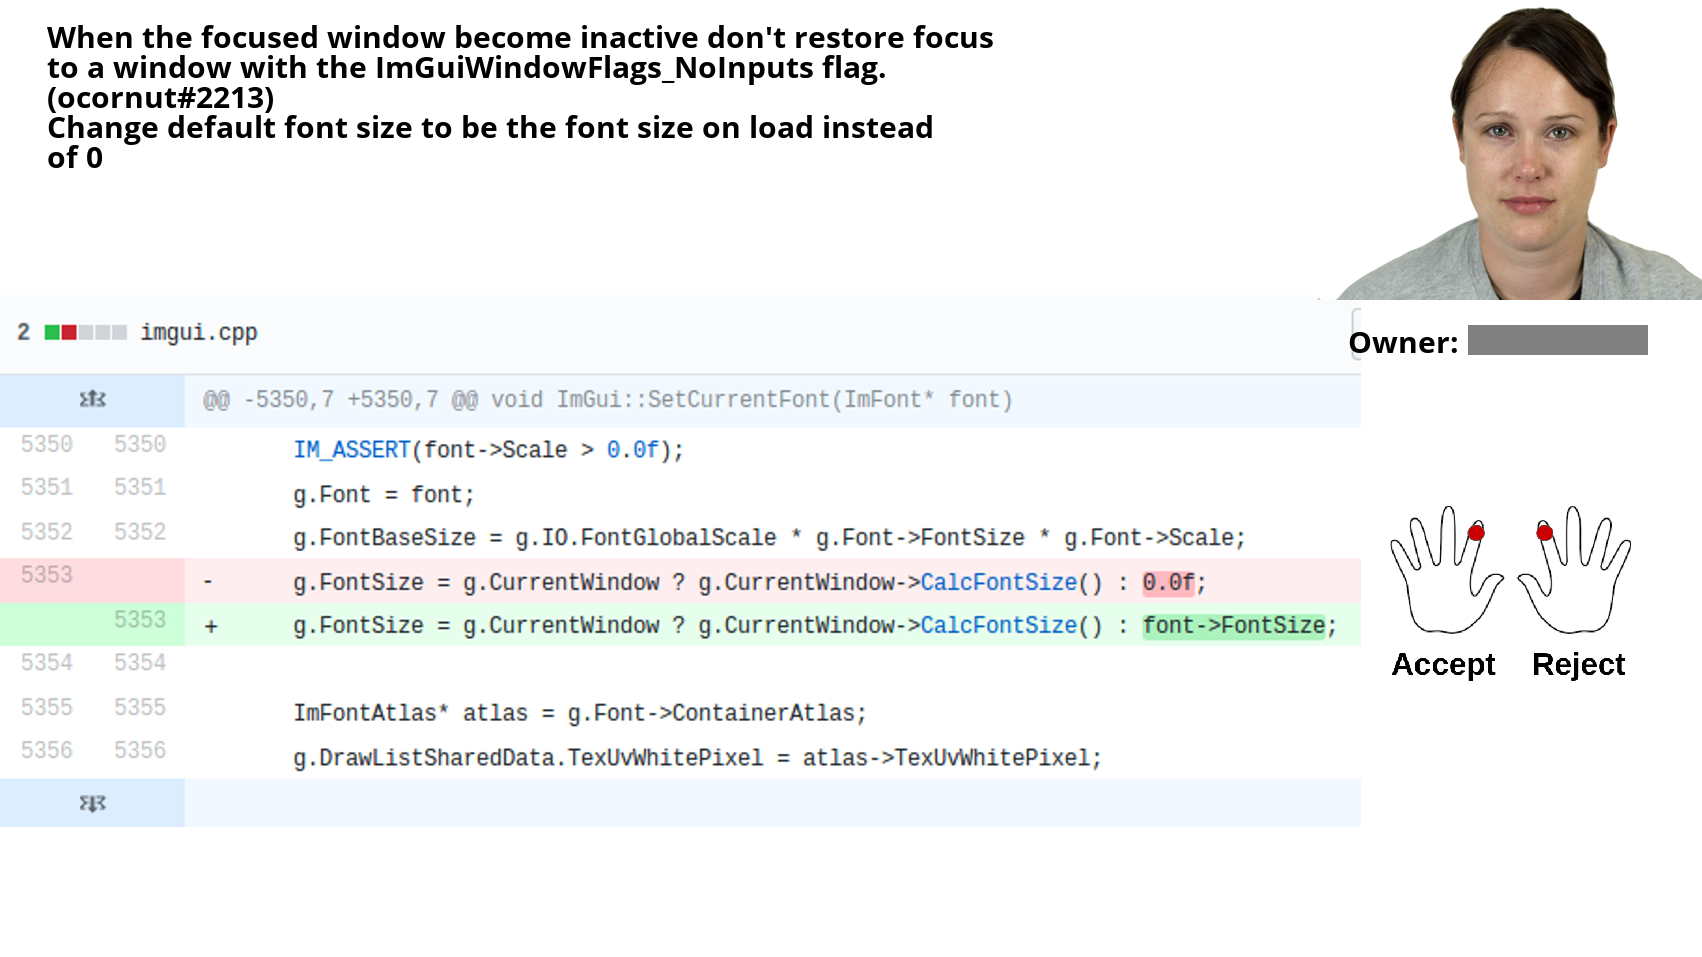 When the focused window become inactive don't restore focus
to a window with the ImGuiWindowFlags_NoInputs flag.
(ocornut#2213)
Change default font size to be the font size on load instead
of 0
2 imgui.cpp
Owner:
@@ -5350,7 +5350,7 @@ void ImGui::SetCurrentFont(ImFont* font)
5350 5350 IM_ASSERT(font->Scale > 0.0f);
5351 5351 g.Font = font;
5352 5352 g.FontBaseSize = g.IO.FontGlobalScale * g.Font->FontSize * g.Font->Scale;
5353 - g.FontSize = g.CurrentWindow ? g.CurrentWindow->CalcFontSize() : 0.0f;
5353 + g.FontSize = g.CurrentWindow ? g.CurrentWindow->CalcFontSize() : font->FontSize;
5354 5354
5355 5355 ImFontAtlas* atlas = g.Font->ContainerAtlas;
5356 5356 g.DrawListSharedData.TexUvWhitePixel = atlas->TexUvWhitePixel;
Accept Reject